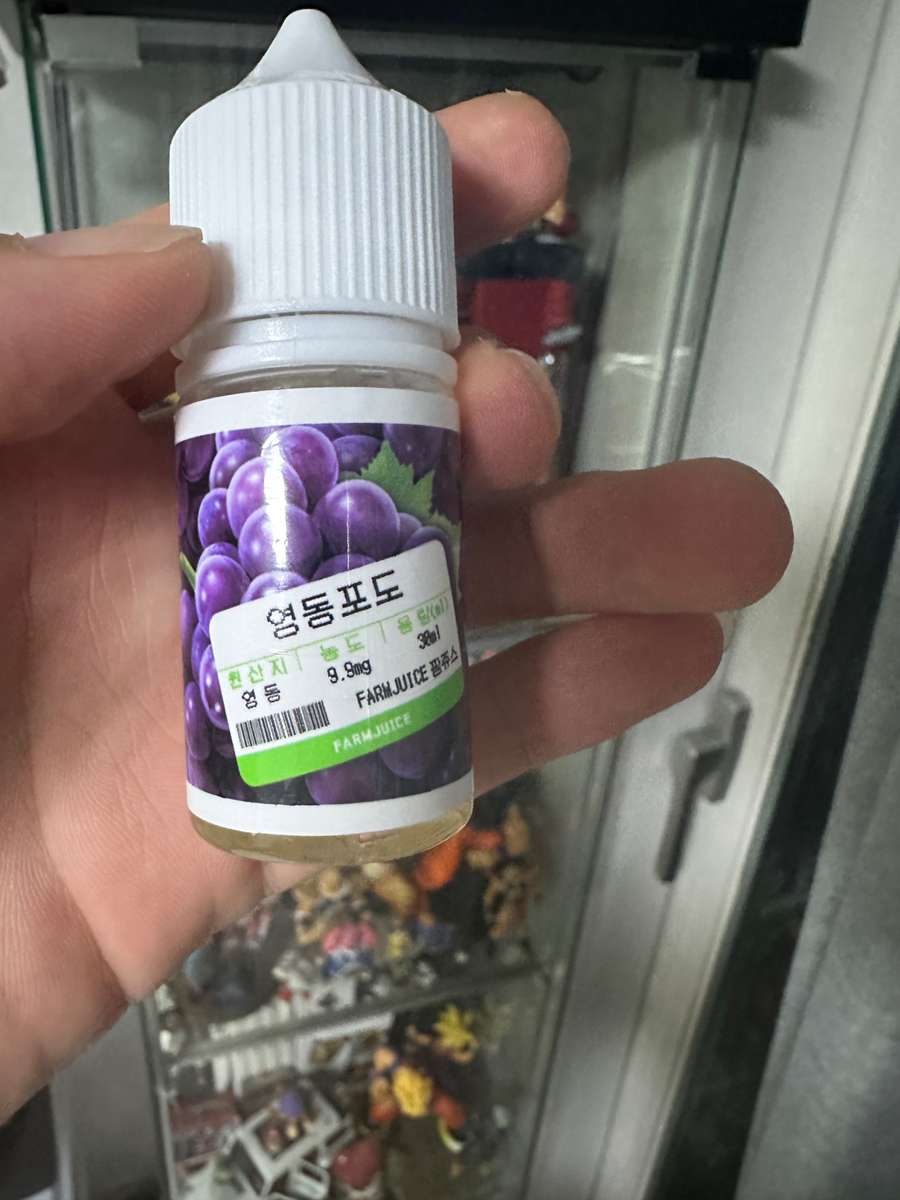 영동포도
원산지 | 농도 | 용량(ml)
영동 9.9mg 30ml
FARMJUICE 팜쥬스
FARMJUICE